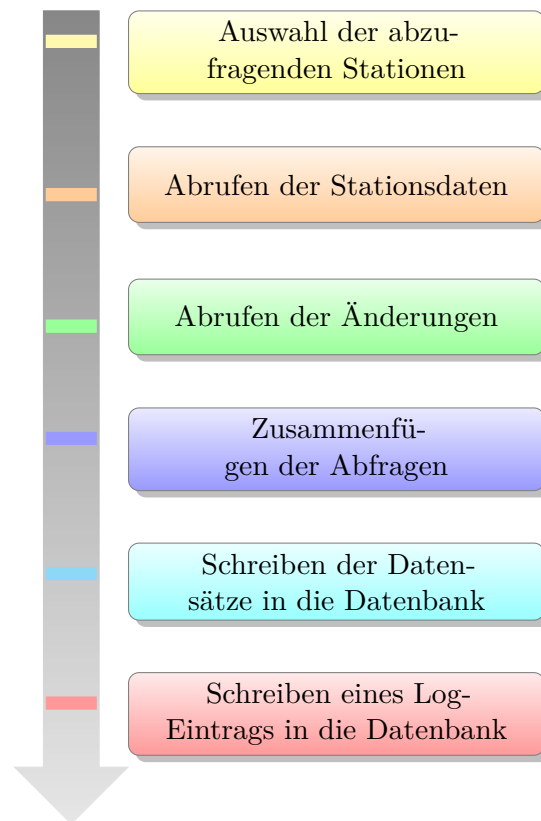 Auswahl der abzu-
fragenden Stationen
Abrufen der Stationsdaten
Abrufen der Änderungen
Zusammenfü-
gen der Abfragen
Schreiben der Daten-
sätze in die Datenbank
Schreiben eines Log-
Eintrags in die Datenbank